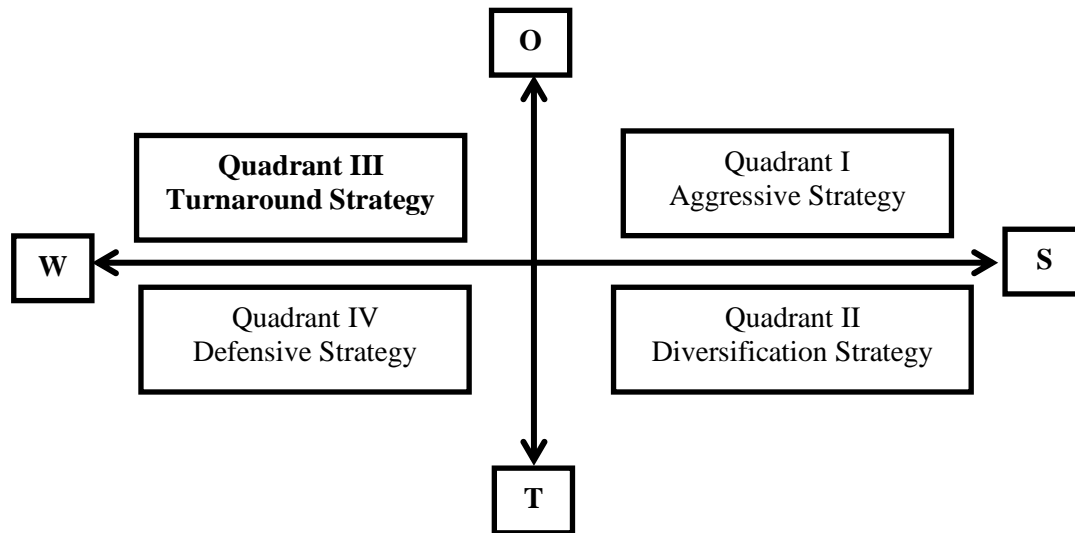 O
Quadrant III
Turnaround Strategy
Quadrant I
Aggressive Strategy
W
S
Quadrant IV
Defensive Strategy
Quadrant II
Diversification Strategy
T